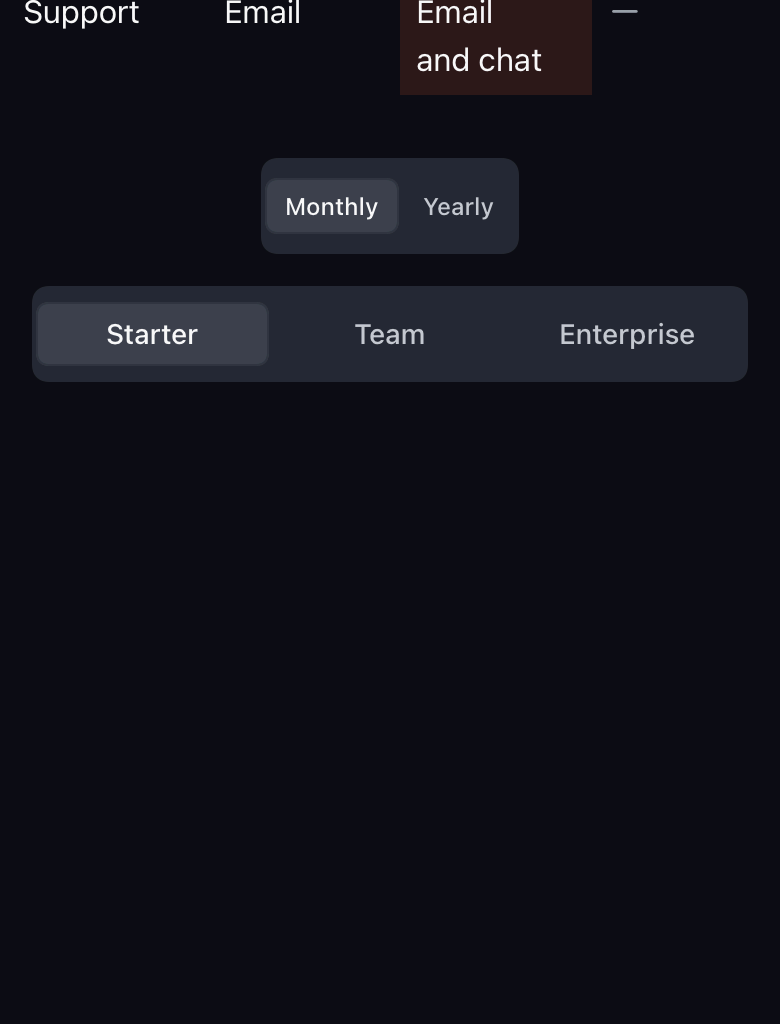 Support Email Email —
and chat
Monthly Yearly
Starter Team Enterprise